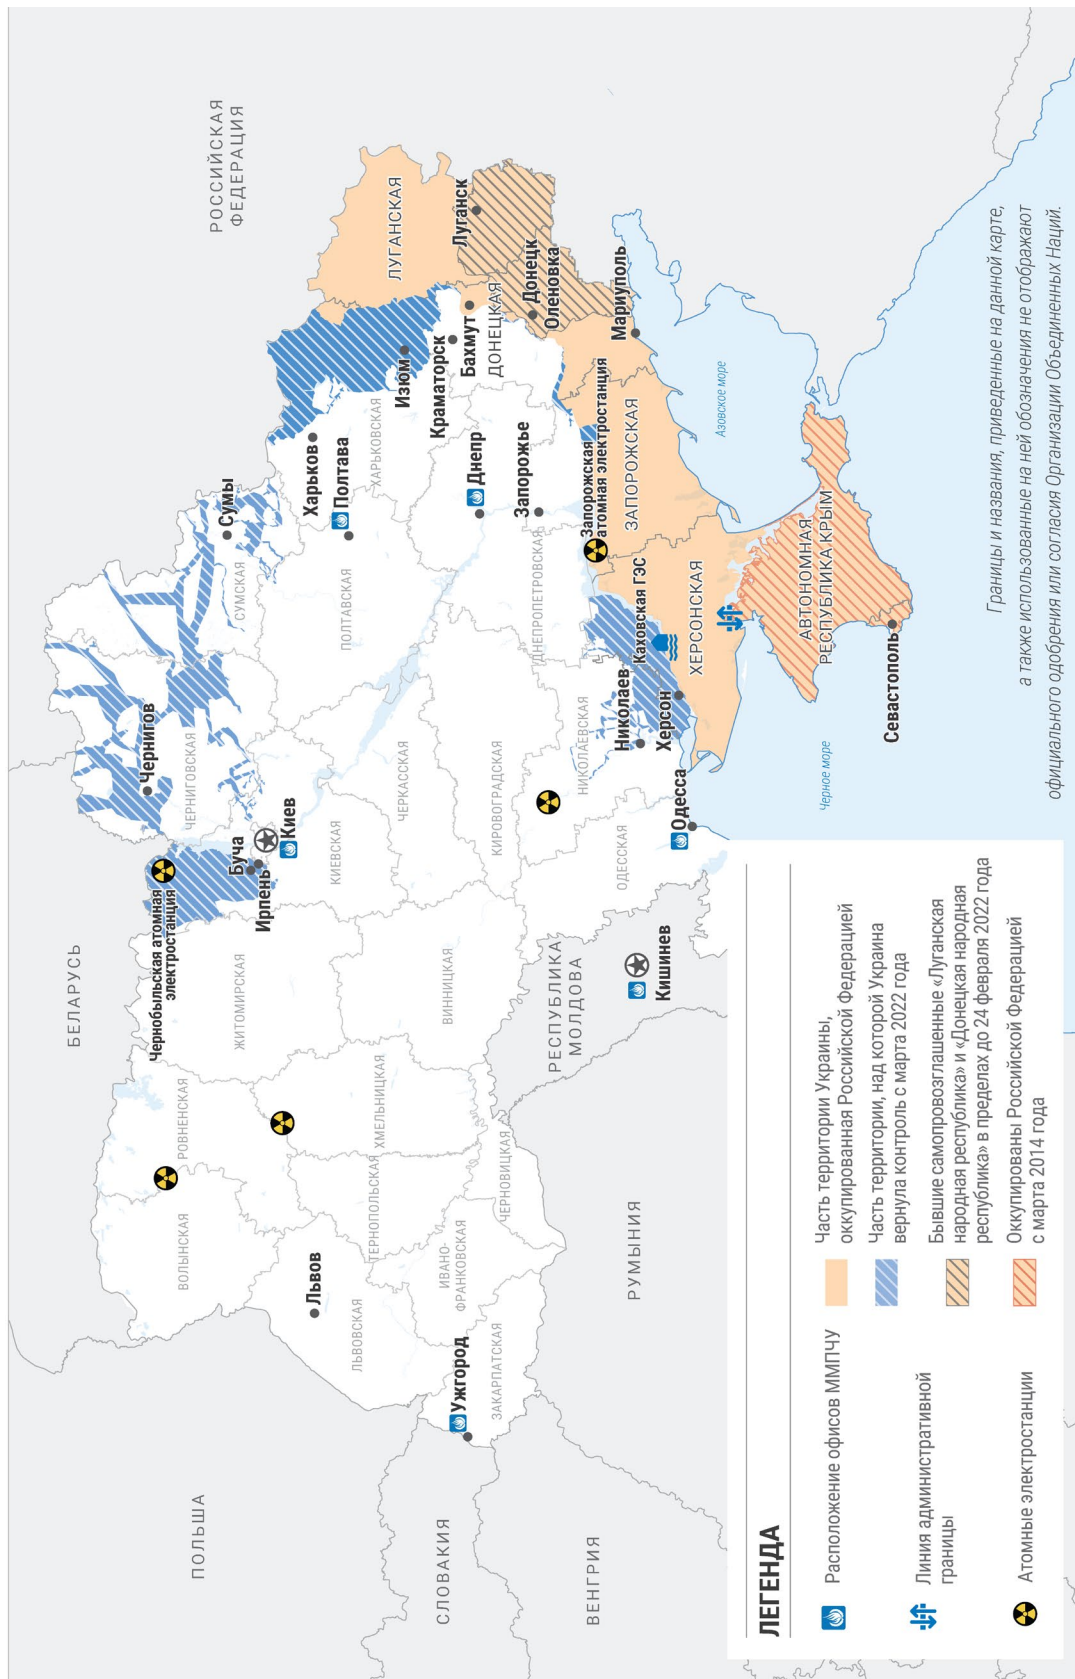 ПОЛЬША
БЕЛАРУСЬ
РОССИЙСКАЯ
ФЕДЕРАЦИЯ
СЛОВАКИЯ
ВЕНГРИЯ
РУМЫНИЯ
РЕСПУБЛИКА
МОЛДОВА
Кишинев
ВОЛЫНСКАЯ
РОВНЕНСКАЯ
ЖИТОМИРСКАЯ
Чернобыльская атомная
электростанция
Буча
Ирпень
Киев
КИЕВСКАЯ
Чернигов
ЧЕРНИГОВСКАЯ
Сумы
СУМСКАЯ
Львов
ЛЬВОВСКАЯ
ТЕРНОПОЛЬСКАЯ
ХМЕЛЬНИЦКАЯ
ВИННИЦКАЯ
ЧЕРКАССКАЯ
Полтава
ПОЛТАВСКАЯ
Харьков
ХАРЬКОВСКАЯ
Изюм
ЛУГАНСКАЯ
Луганск
Ужгород
ЗАКАРПАТСКАЯ
ИВАНО-
ФРАНКОВСКАЯ
ЧЕРНОВИЦКАЯ
КИРОВОГРАДСКАЯ
Днепр
ДНЕПРОПЕТРОВСКАЯ
Запорожье
Краматорск
Бахмут
ДОНЕЦКАЯ
Донецк
Оленовка
Мариуполь
Запорожская
атомная электростанция
ЗАПОРОЖСКАЯ
ОДЕССКАЯ
Одесса
НИКОЛАЕВСКАЯ
Николаев
Херсон
Каховская ГЭС
ХЕРСОНСКАЯ
Азовское море
Черное море
АВТОНОМНАЯ
РЕСПУБЛИКА КРЫМ
Севастополь
Границы и названия, приведенные на данной карте,
а также использованные на ней обозначения не отображают
официального одобрения или согласия Организации Объединенных Наций.
ЛЕГЕНДА
Расположение офисов ММПЧУ
Линия административной
границы
Атомные электростанции
Часть территории Украины,
оккупированная Российской Федерацией
Часть территории, над которой Украина
вернула контроль с марта 2022 года
Бывшие самопровозглашенные «Луганская
народная республика» и «Донецкая народная
республика» в пределах до 24 февраля 2022 года
Оккупированы Российской Федерацией
с марта 2014 года